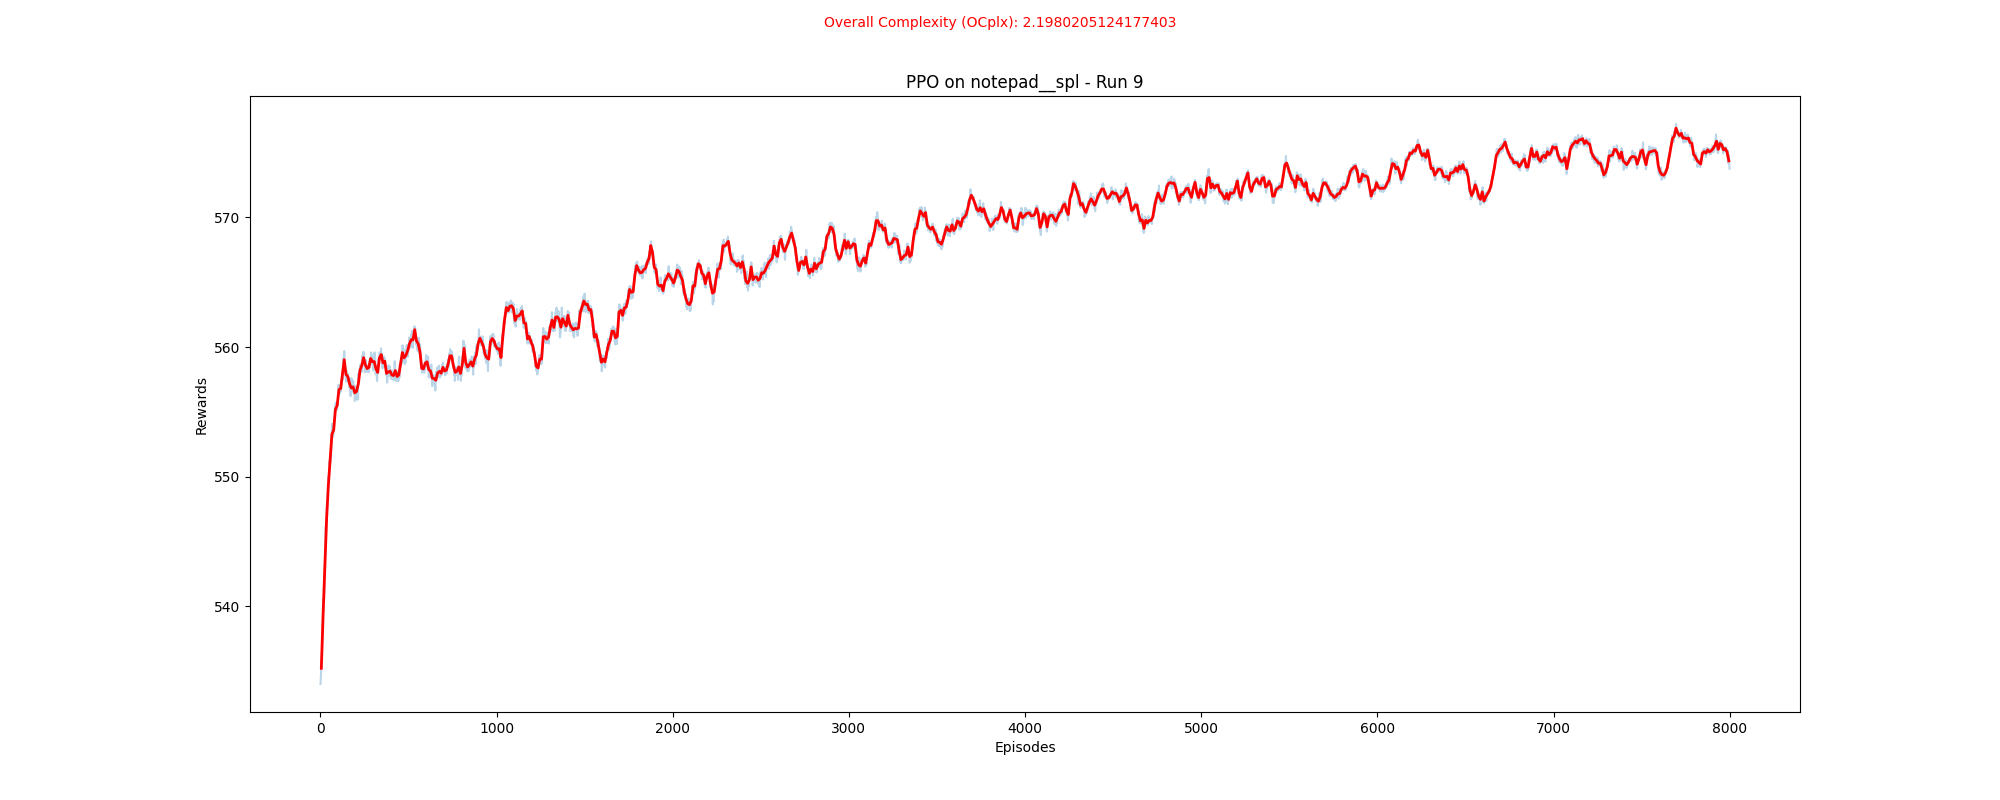 Overall Complexity (OCplx): 2.1980205124177403
PPO on notepad__spl - Run 9
Rewards
570
560
550
540
0 1000 2000 3000 4000 5000 6000 7000 8000
Episodes